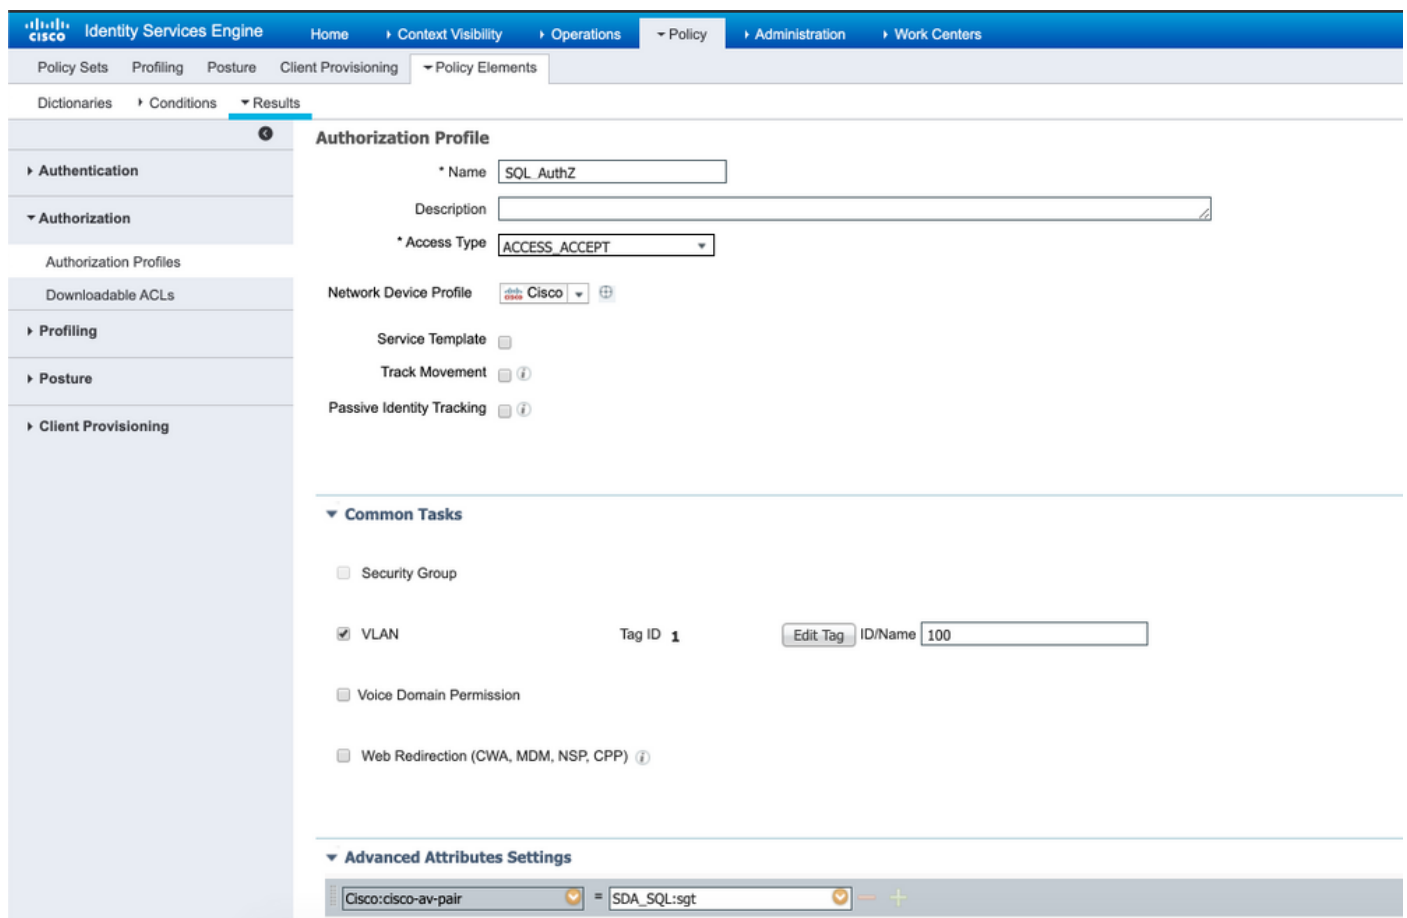 cisco Identity Services Engine Home Context Visibility Operations Policy Administration Work Centers
Policy Sets Profiling Posture Client Provisioning Policy Elements
Dictionaries Conditions Results
Authentication
Authorization
Authorization Profiles
Downloadable ACLs
Profiling
Posture
Client Provisioning
Authorization Profile
* Name SQL_AuthZ
Description
* Access Type ACCESS_ACCEPT
Network Device Profile Cisco
Service Template
Track Movement
Passive Identity Tracking
Common Tasks
Security Group
VLAN Tag ID 1 Edit Tag ID/Name 100
Voice Domain Permission
Web Redirection (CWA, MDM, NSP, CPP)
Advanced Attributes Settings
Cisco:cisco-av-pair = SDA_SQL:sgt